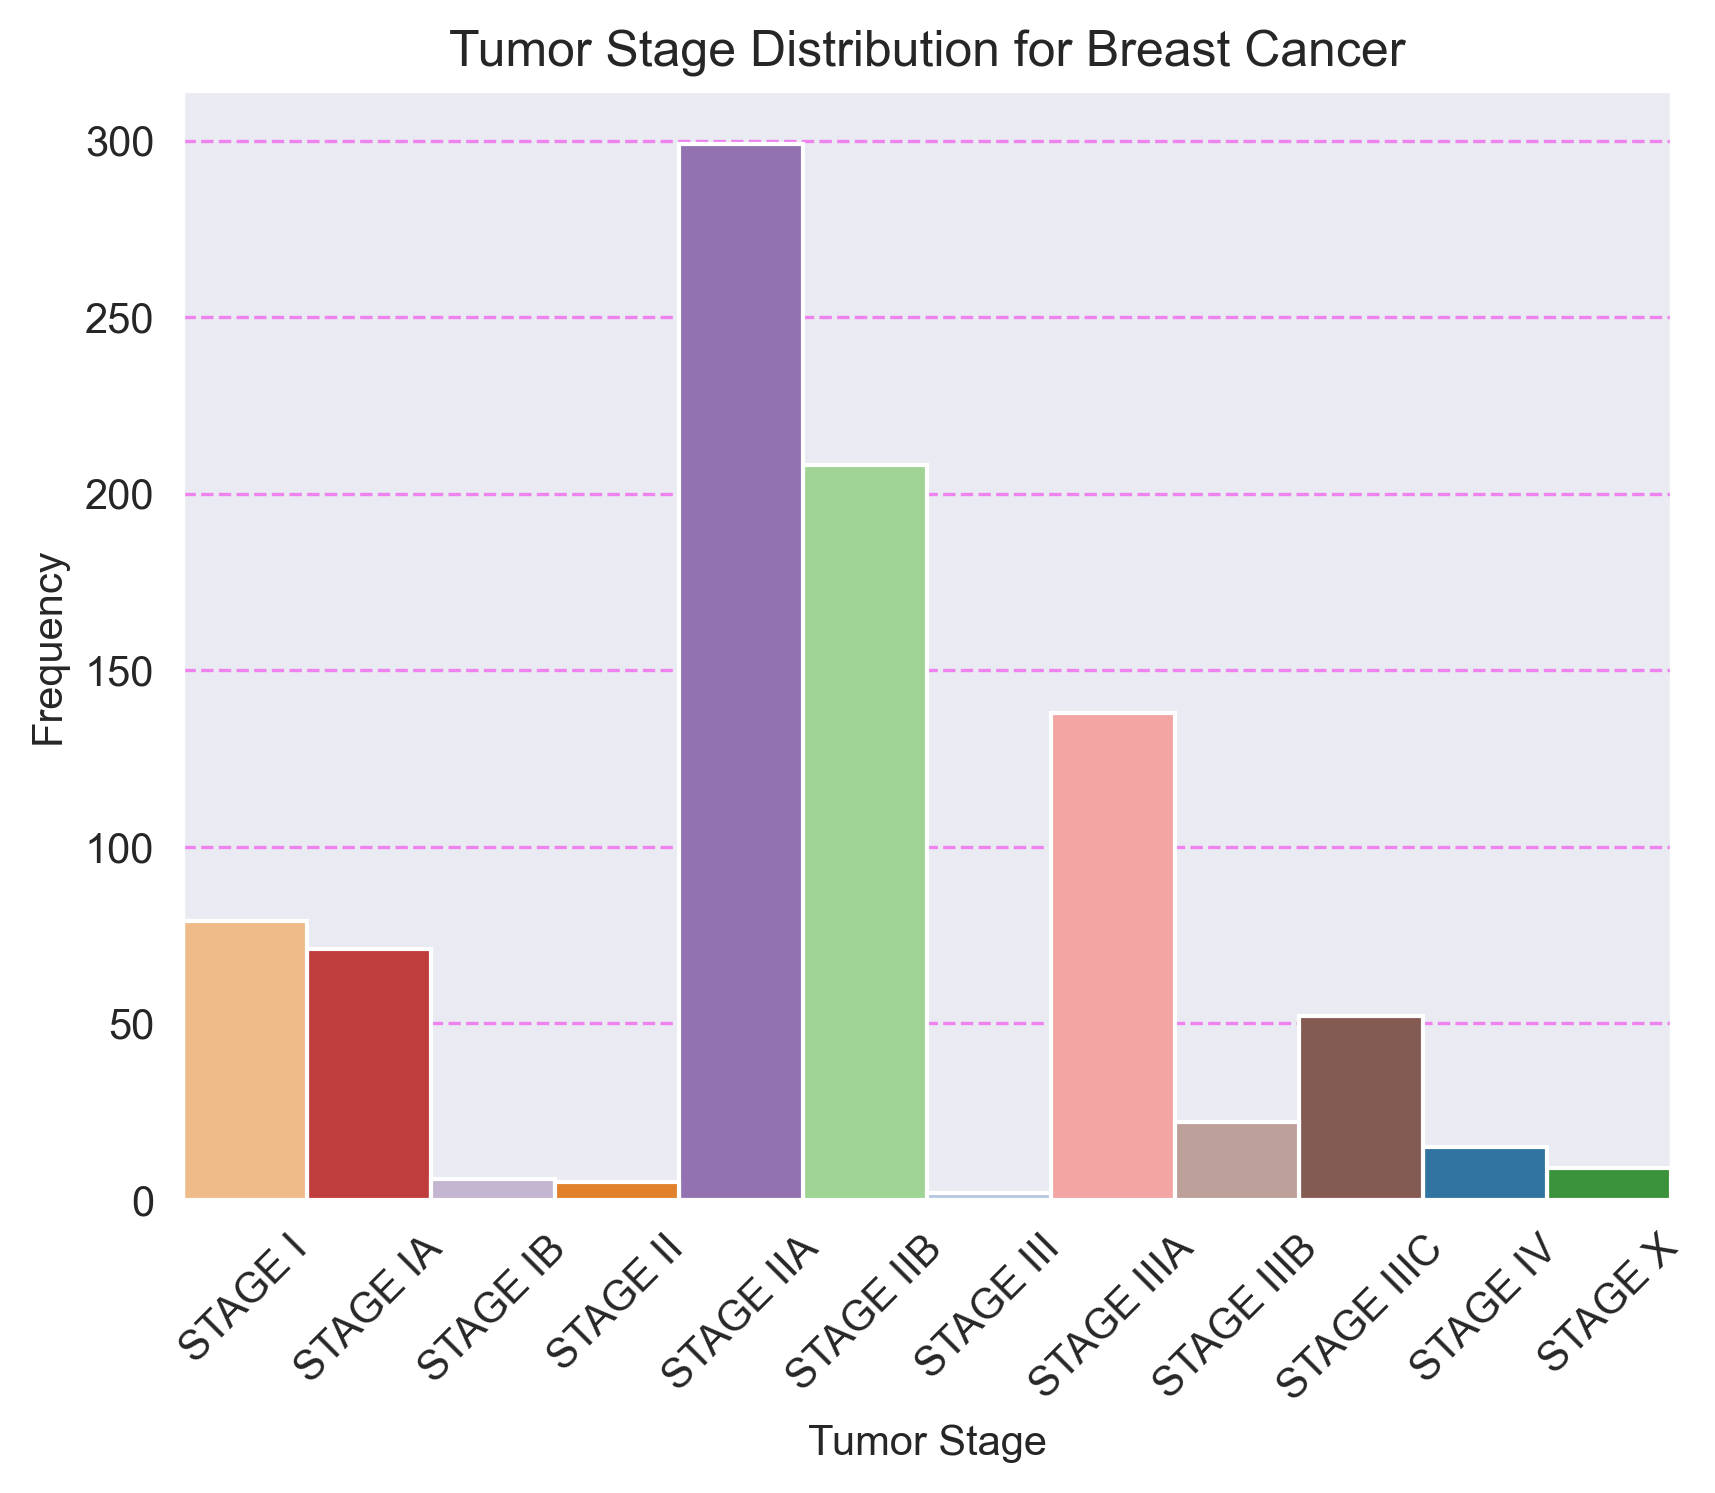 Tumor Stage Distribution for Breast Cancer
Frequency
300
250
200
150
100
50
0
STAGE I
STAGE IA
STAGE IB
STAGE II
STAGE IIA
STAGE IIB
STAGE III
STAGE IIIA
STAGE IIIB
STAGE IIIC
STAGE IV
STAGE X
Tumor Stage